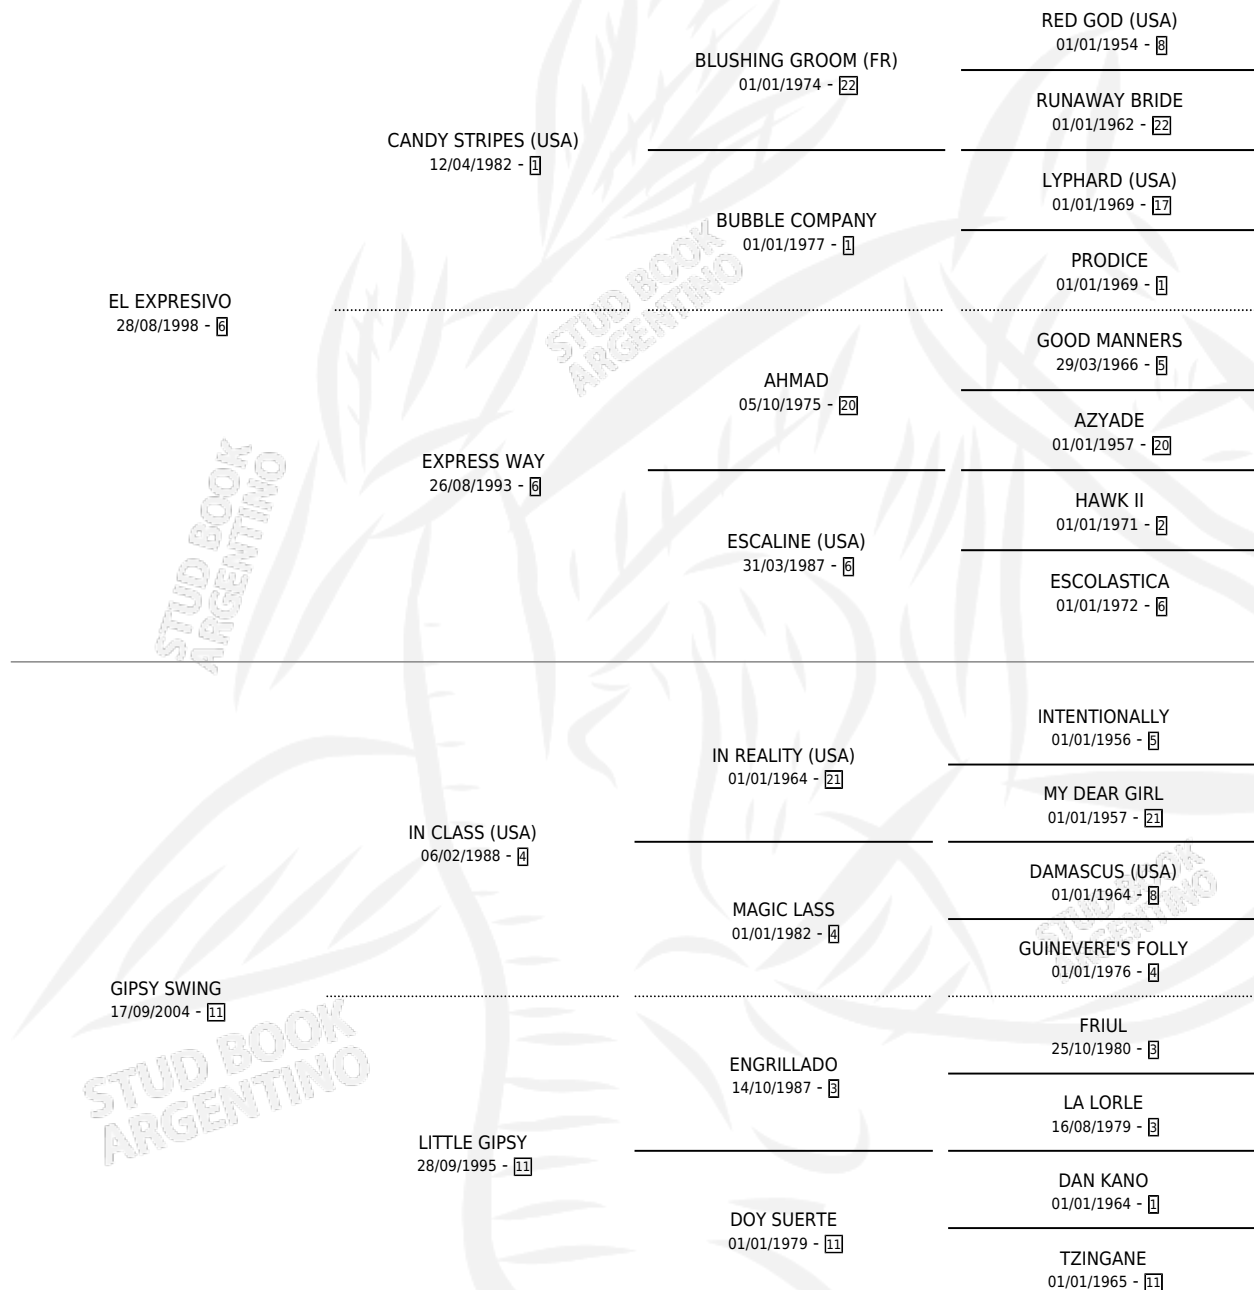 RED GOD (USA)
01/01/1954 - 8
BLUSHING GROOM (FR)
01/01/1974 - 22
RUNAWAY BRIDE
01/01/1962 - 22
CANDY STRIPES (USA)
12/04/1982 - 1
LYPHARD (USA)
01/01/1969 - 17
BUBBLE COMPANY
01/01/1977 - 1
PRODICE
01/01/1969 - 1
EL EXPRESIVO
28/08/1998 - 6
GOOD MANNERS
29/03/1966 - 5
AHMAD
05/10/1975 - 20
AZYADE
01/01/1957 - 20
EXPRESS WAY
26/08/1993 - 6
HAWK II
01/01/1971 - 2
ESCALINE (USA)
31/03/1987 - 6
ESCOLASTICA
01/01/1972 - 6
STUD BOOK
ARGENTINO
STUD BOOK
ARGENTINO
INTENTIONALLY
01/01/1956 - 5
IN REALITY (USA)
01/01/1964 - 21
MY DEAR GIRL
01/01/1957 - 21
IN CLASS (USA)
06/02/1988 - 4
DAMASCUS (USA)
01/01/1964 - 8
MAGIC LASS
01/01/1982 - 4
GUINEVERE'S FOLLY
01/01/1976 - 4
GIPSY SWING
17/09/2004 - 11
FRIUL
25/10/1980 - 3
ENGRILLADO
14/10/1987 - 3
LA LORLE
16/08/1979 - 3
LITTLE GIPSY
28/09/1995 - 11
DAN KANO
01/01/1964 - 1
DOY SUERTE
01/01/1979 - 11
TZINGANE
01/01/1965 - 11
STUD BOOK
ARGENTINO
STUD BOOK
ARGENTINO